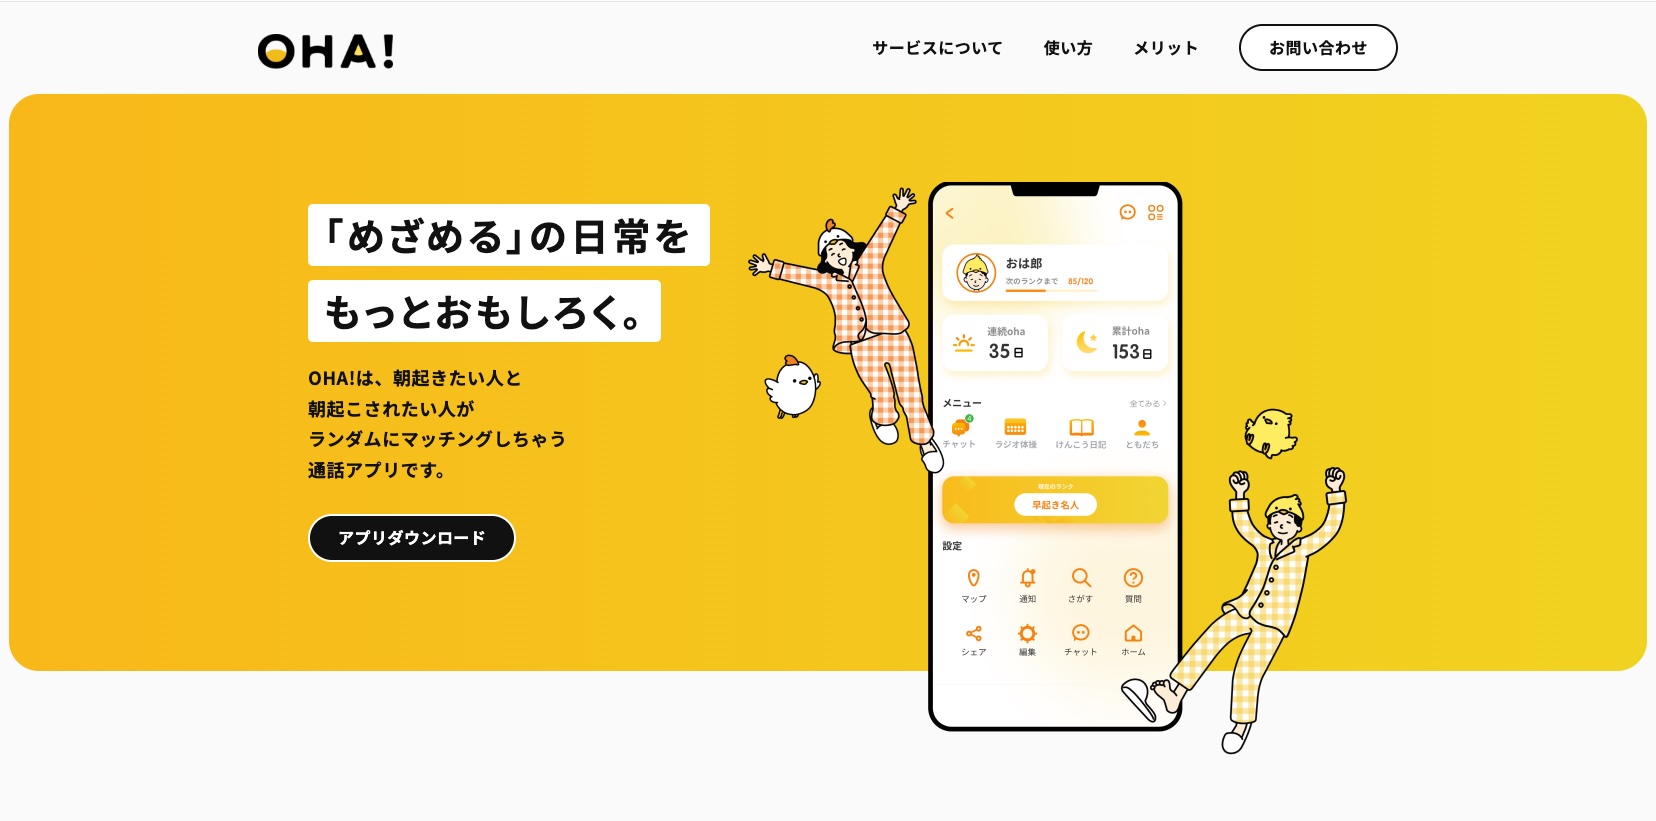 OHA!
サービスについて
使い方
メリット
お問い合わせ
「めざめる」の日常を
もっとおもしろく。
OHA!は、朝起きたい人と
朝起こされたい人が
ランダムにマッチングしちゃう
通話アプリです。
アプリダウンロード
おは郎
次のランクまで 85/120
連続oha
35日
累計oha
153日
メニュー
全てみる >
4
チャット
ラジオ体操
けんこう日記
ともだち
現在のランク
早起き名人
設定
マップ
通知
さがす
質問
シェア
編集
チャット
ホーム